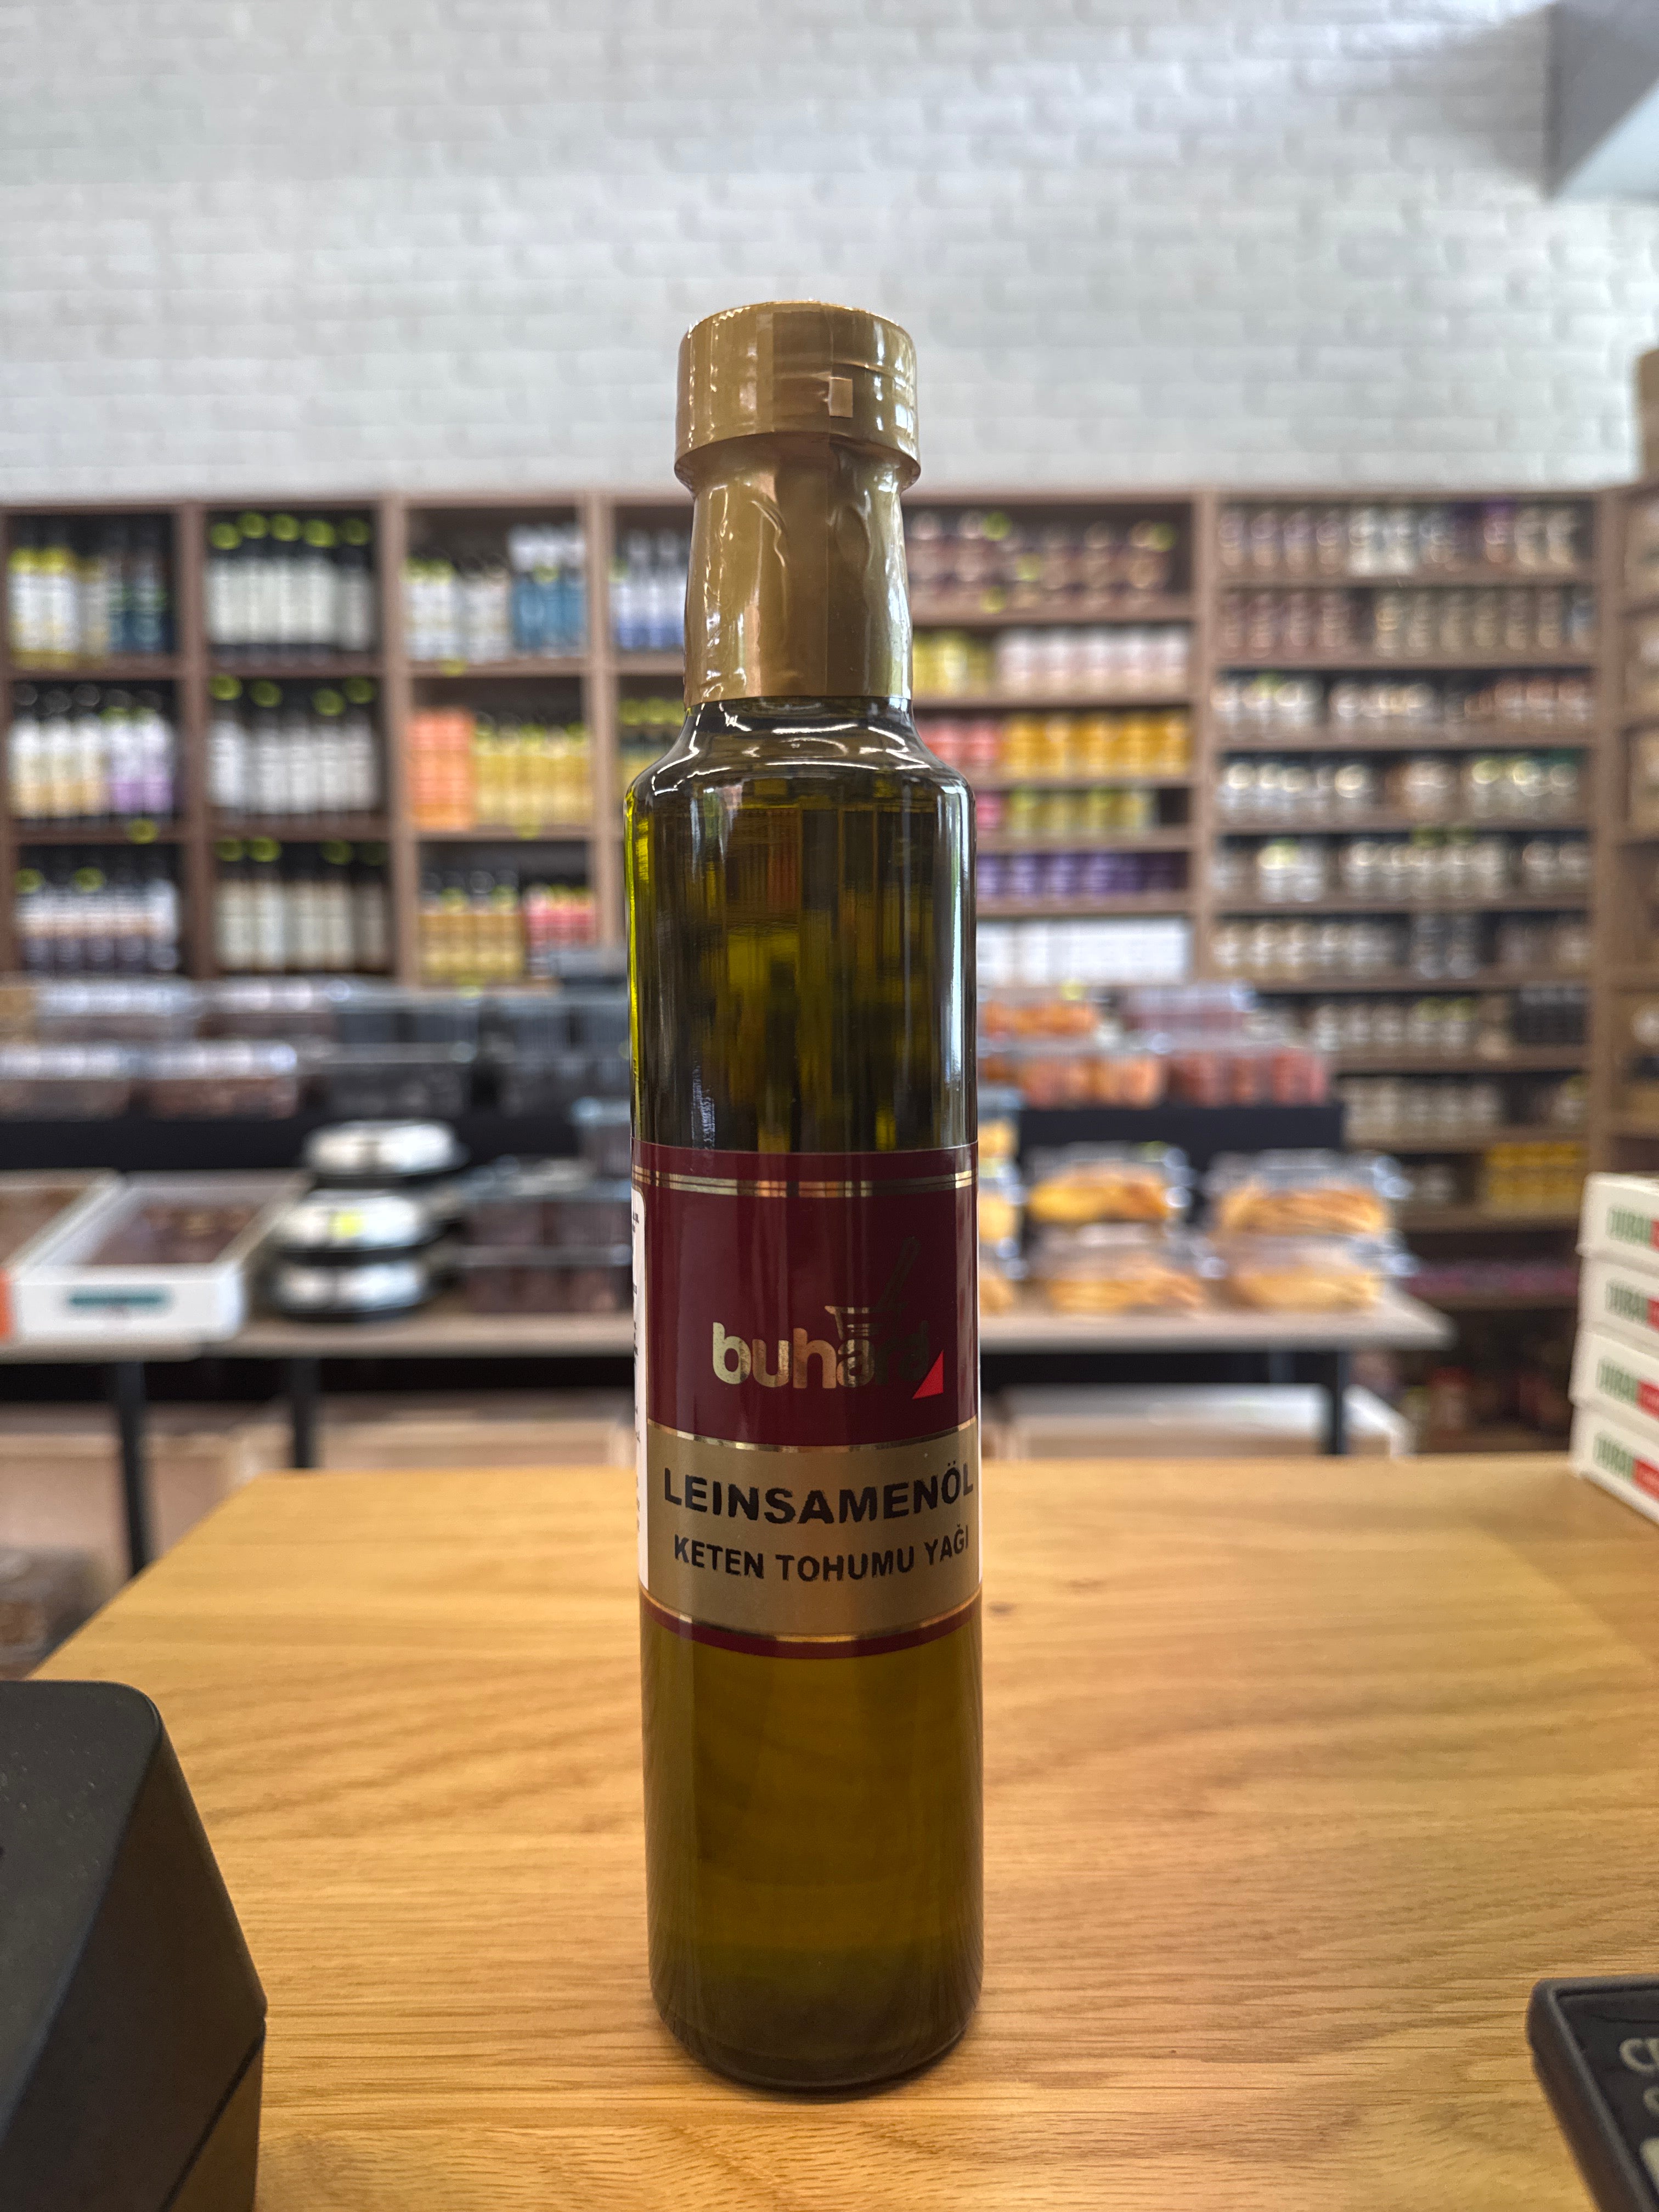 buhara
LEINSAMENÖL
KETEN TOHUMU YAĞI